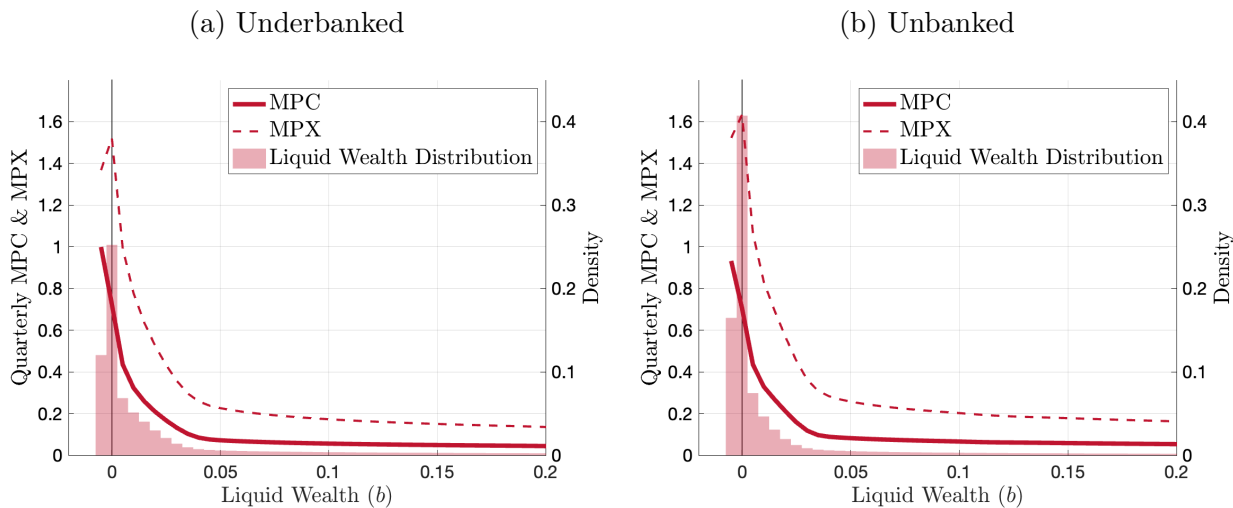 (a) Underbanked
MPC
MPX
Liquid Wealth Distribution
Quarterly MPC & MPX
1.6
1.4
1.2
1
0.8
0.6
0.4
0.2
0
0.4
0.3
0.2
0.1
0
Density
0
0.05
0.1
0.15
0.2
Liquid Wealth (b)
(b) Unbanked
MPC
MPX
Liquid Wealth Distribution
Quarterly MPC & MPX
1.6
1.4
1.2
1
0.8
0.6
0.4
0.2
0
0.4
0.3
0.2
0.1
0
Density
0
0.05
0.1
0.15
0.2
Liquid Wealth (b)